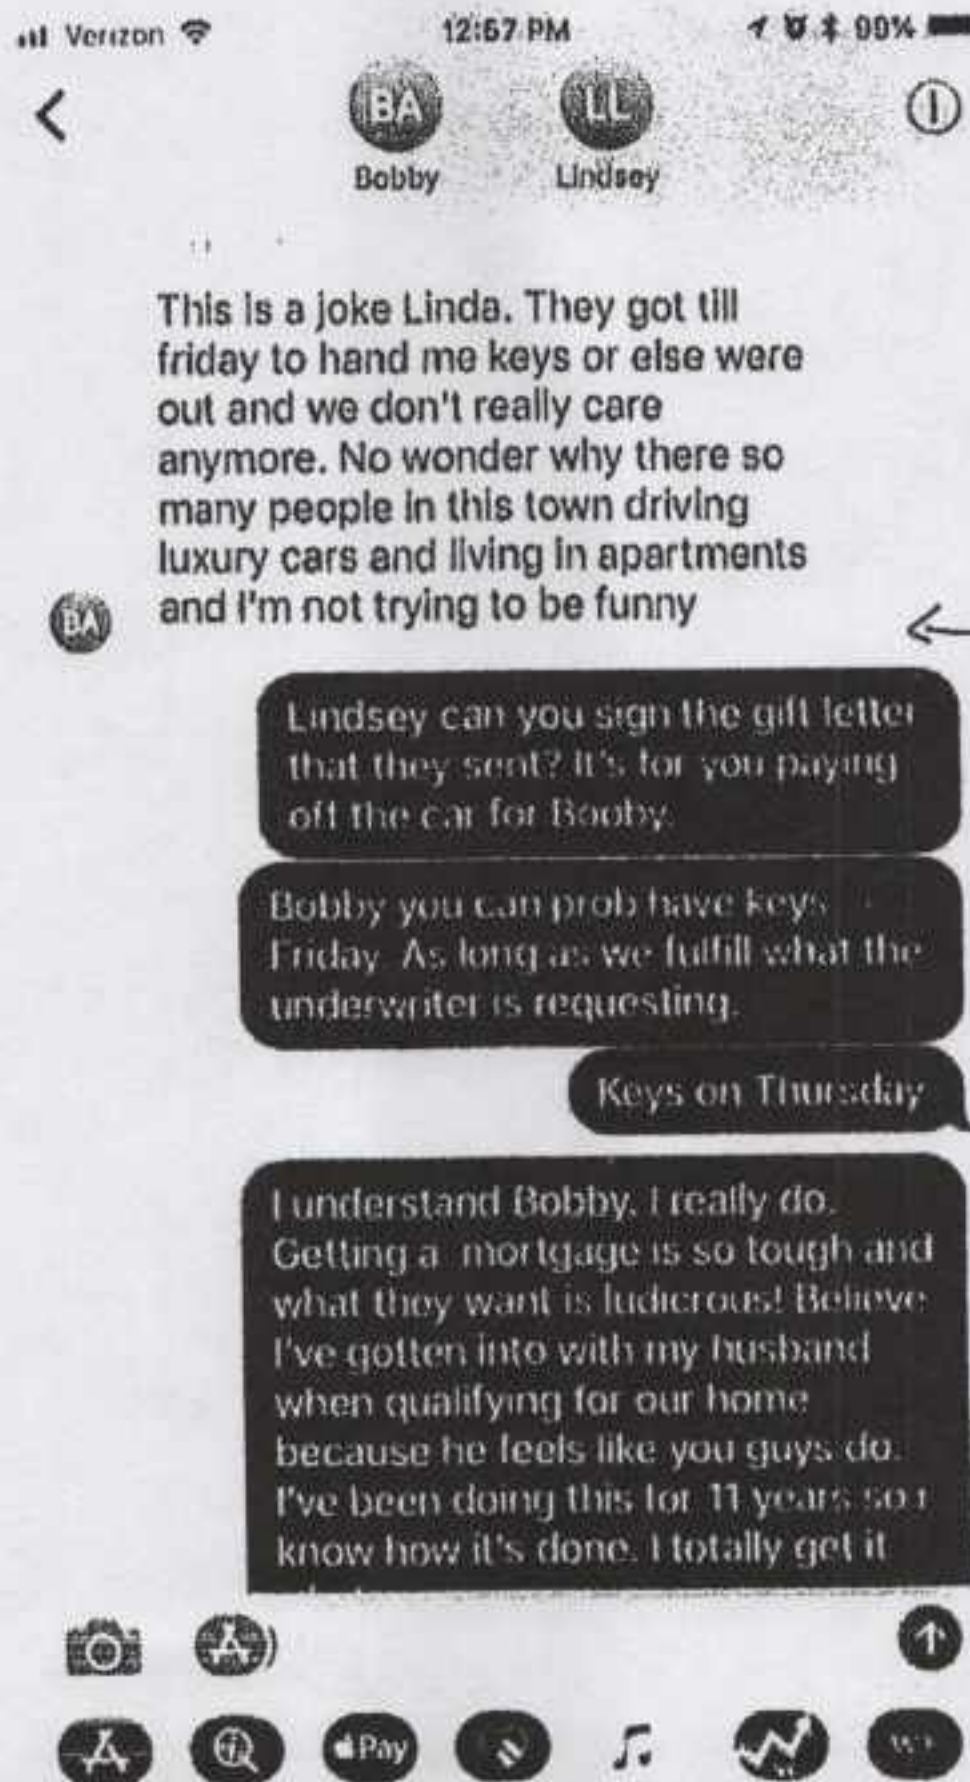 Verizon 12:57 PM 99%
BA LL
Bobby Lindsey
This is a joke Linda. They got till
friday to hand me keys or else were
out and we don't really care
anymore. No wonder why there so
many people in this town driving
luxury cars and living in apartments
BA and I'm not trying to be funny
Lindsey can you sign the gift letter
that they sent? It's for you paying
off the car for Booby.
Bobby you can prob have keys
Friday. As long as we fulfill what the
underwriter is requesting.
Keys on Thursday
I understand Bobby. I really do.
Getting a mortgage is so tough and
what they want is ludicrous! Believe
I've gotten into with my husband
when qualifying for our home
because he feels like you guys do.
I've been doing this for 11 years so I
know how it's done. I totally get it
Pay